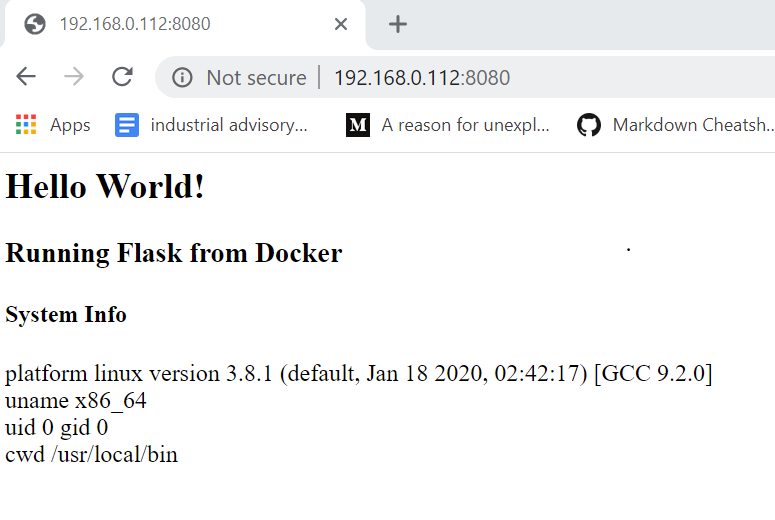 192.168.0.112:8080
Not secure | 192.168.0.112:8080
Apps industrial advisory... M A reason for unexpl... Markdown Cheatsh...
Hello World!
Running Flask from Docker
System Info
platform linux version 3.8.1 (default, Jan 18 2020, 02:42:17) [GCC 9.2.0]
uname x86_64
uid 0 gid 0
cwd /usr/local/bin